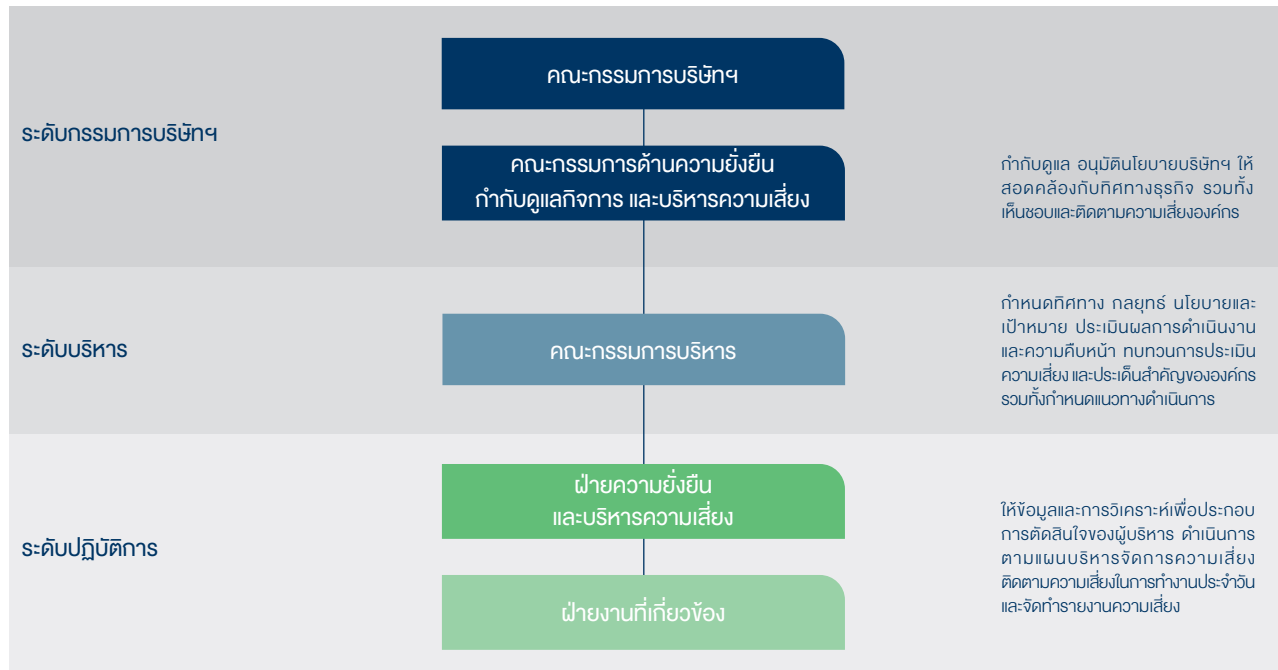 คณะกรรมการบริษัทฯ
ระดับกรรมการบริษัทฯ
คณะกรรมการด้านความยั่งยืน
กำกับดูแลกิจการ และบริหารความเสี่ยง
กำกับดูแล อนุมัตินโยบายบริษัทฯ ให้
สอดคล้องกับทิศทางธุรกิจ รวมทั้ง
เห็นชอบและติดตามความเสี่ยงองค์กร
ระดับบริหาร
คณะกรรมการบริหาร
กำหนดทิศทาง กลยุทธ์ นโยบายและ
เป้าหมาย ประเมินผลการดำเนินงาน
และความคืบหน้า ทบทวนการประเมิน
ความเสี่ยง และประเด็นสำคัญขององค์กร
รวมทั้งกำหนดแนวทางดำเนินการ
ระดับปฏิบัติการ
ฝ่ายความยั่งยืน
และบริหารความเสี่ยง
ฝ่ายงานที่เกี่ยวข้อง
ให้ข้อมูลและการวิเคราะห์เพื่อประกอบ
การตัดสินใจของผู้บริหาร ดำเนินการ
ตามแผนบริหารจัดการความเสี่ยง
ติดตามความเสี่ยงในการทำงานประจำวัน
และจัดทำรายงานความเสี่ยง